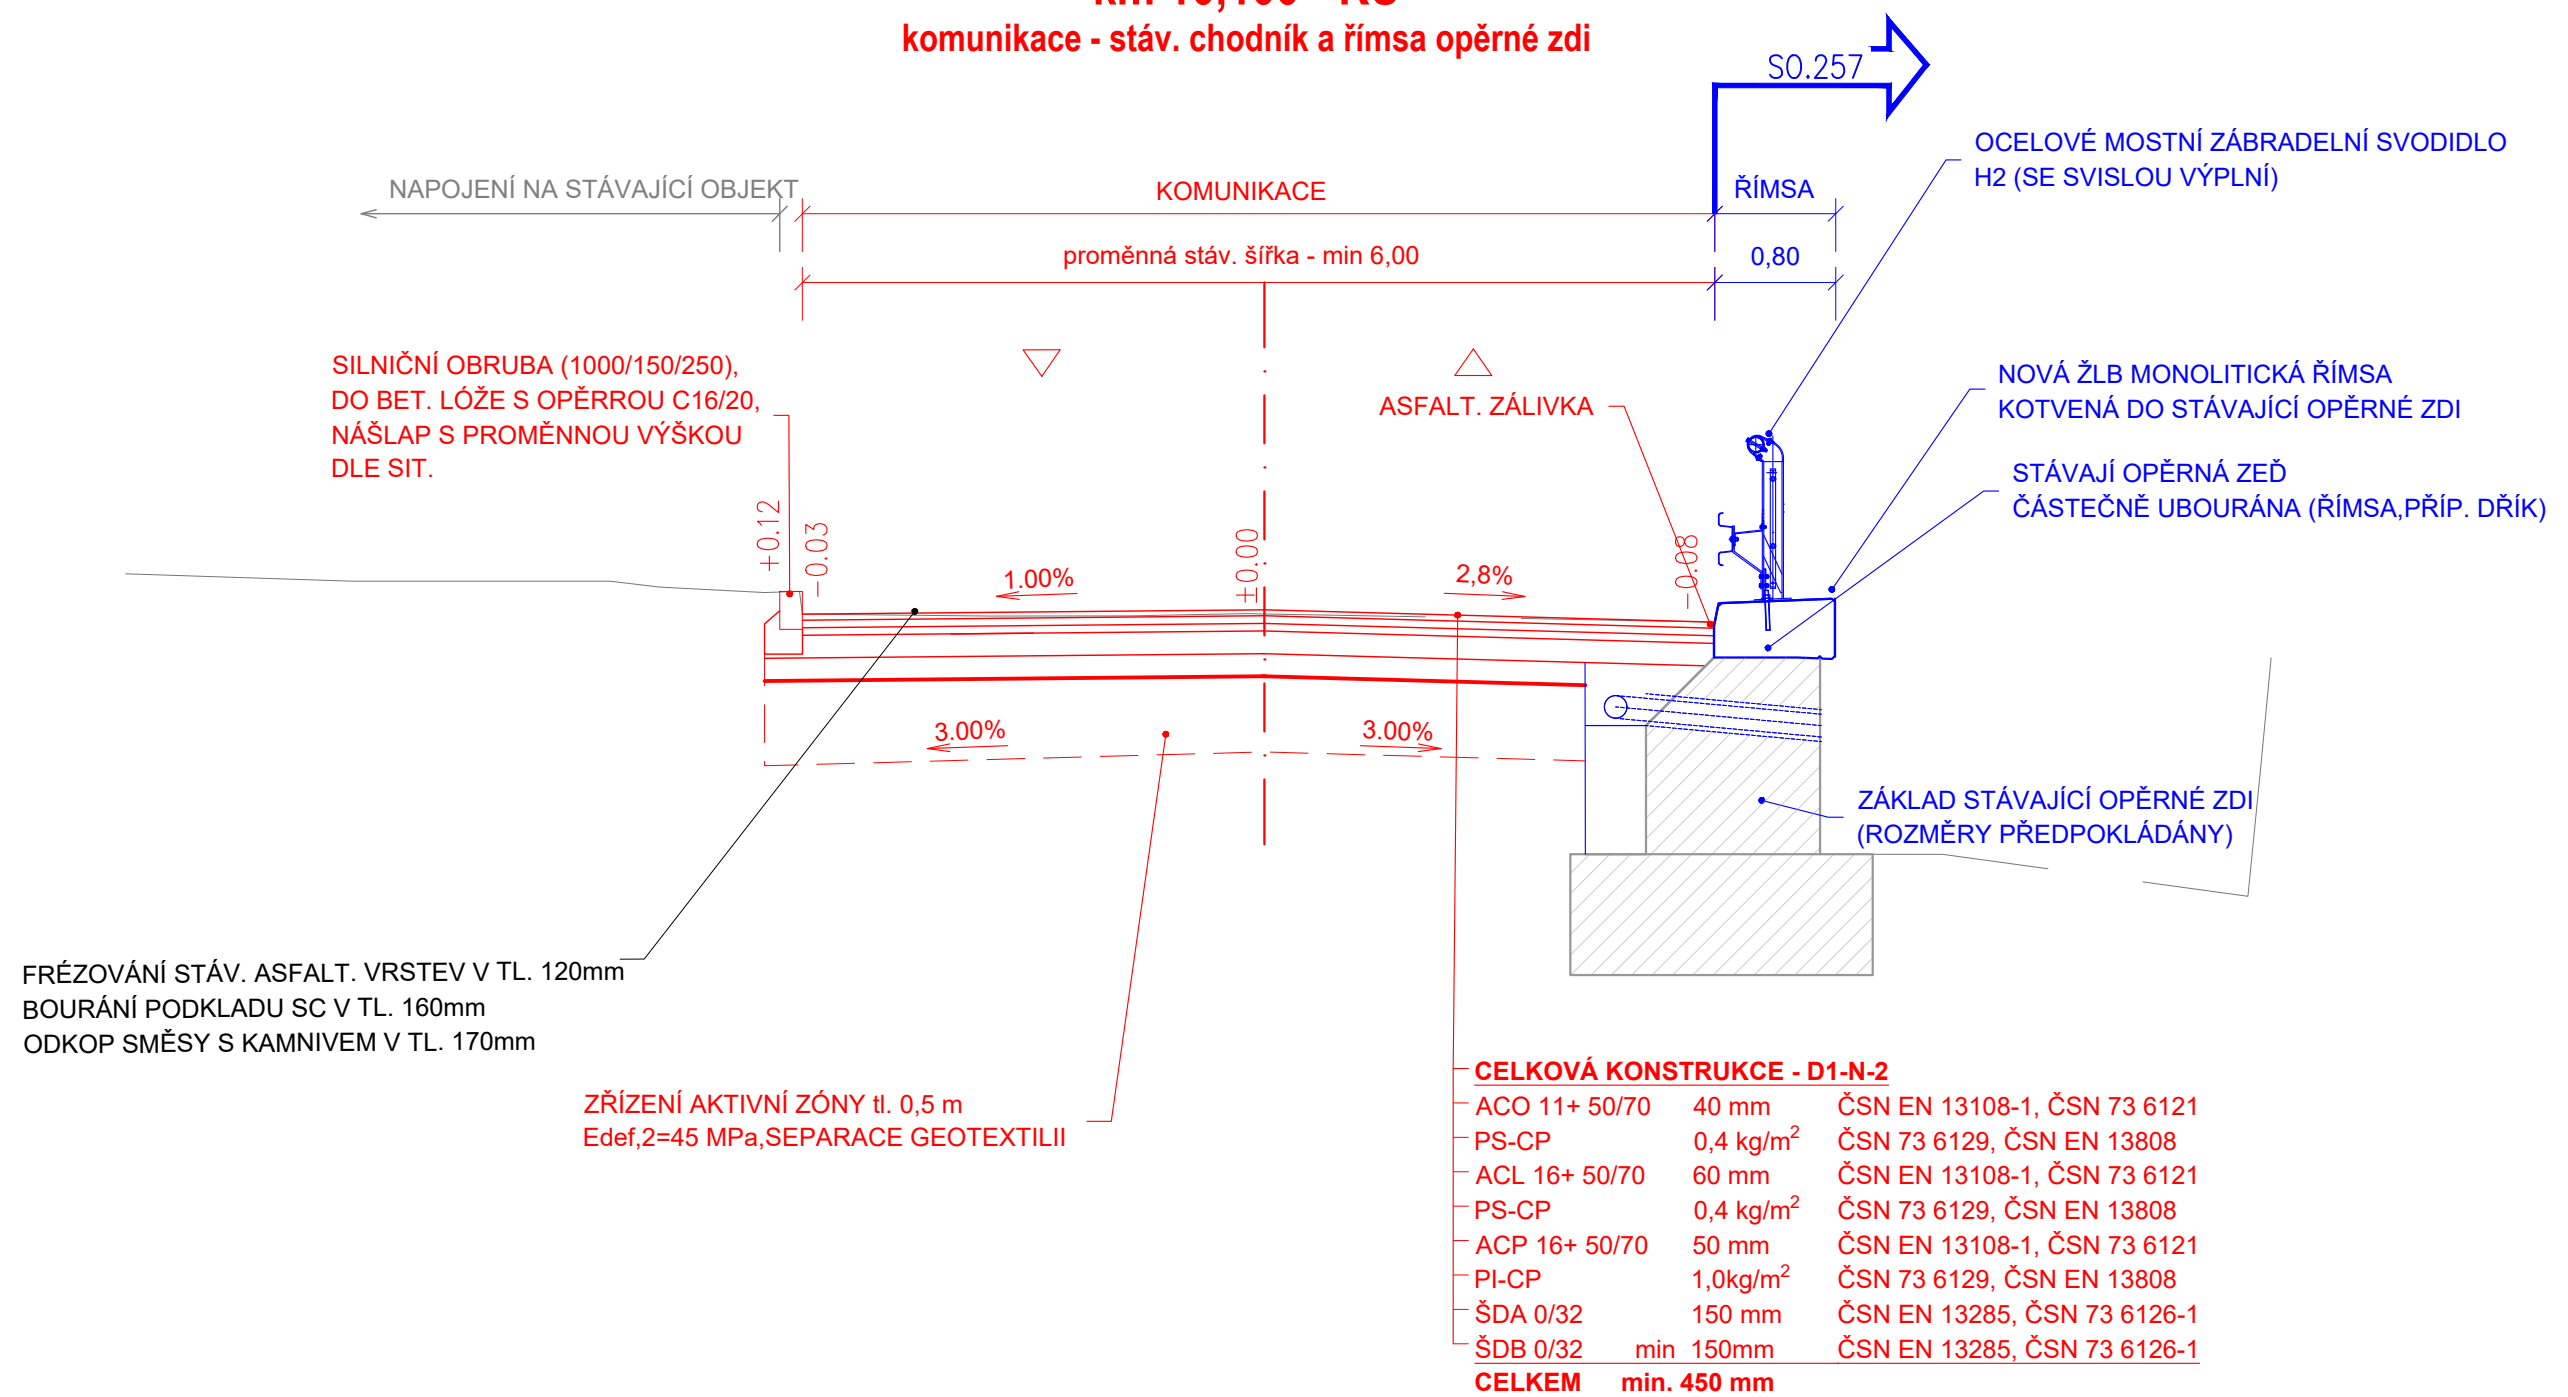 komunikace - stáv. chodník a římsa opěrné zdi
SO.257
OCELOVÉ MOSTNÍ ZÁBRADELNÍ SVODIDLO
H2 (SE SVISLOU VÝPLNÍ)
NAPOJENÍ NA STÁVAJÍCÍ OBJEKT
KOMUNIKACE
ŘÍMSA
proměnná stáv. šířka - min 6,00
0,80
SILNIČNÍ OBRUBA (1000/150/250),
DO BET. LÓŽE S OPĚRROU C16/20,
NÁŠLAP S PROMĚNNOU VÝŠKOU
DLE SIT.
ASFALT. ZÁLIVKA
NOVÁ ŽLB MONOLITICKÁ ŘÍMSA
KOTVENÁ DO STÁVAJÍCÍ OPĚRNÉ ZDI
STÁVAJÍ OPĚRNÁ ZEĎ
ČÁSTEČNĚ UBOURÁNA (ŘÍMSA,PŘÍP. DŘÍK)
+0.12
-0.03
±0.00
-0.08
1.00%
2,8%
3.00%
3.00%
ZÁKLAD STÁVAJÍCÍ OPĚRNÉ ZDI
(ROZMĚRY PŘEDPOKLÁDÁNY)
FRÉZOVÁNÍ STÁV. ASFALT. VRSTEV V TL. 120mm
BOURÁNÍ PODKLADU SC V TL. 160mm
ODKOP SMĚSY S KAMNIVEM V TL. 170mm
ZŘÍZENÍ AKTIVNÍ ZÓNY tl. 0,5 m
Edef,2=45 MPa,SEPARACE GEOTEXTILII
CELKOVÁ KONSTRUKCE - D1-N-2
ACO 11+ 50/70 40 mm ČSN EN 13108-1, ČSN 73 6121
PS-CP 0,4 kg/m² ČSN 73 6129, ČSN EN 13808
ACL 16+ 50/70 60 mm ČSN EN 13108-1, ČSN 73 6121
PS-CP 0,4 kg/m² ČSN 73 6129, ČSN EN 13808
ACP 16+ 50/70 50 mm ČSN EN 13108-1, ČSN 73 6121
PI-CP 1,0kg/m² ČSN 73 6129, ČSN EN 13808
ŠDA 0/32 150 mm ČSN EN 13285, ČSN 73 6126-1
ŠDB 0/32 min 150mm ČSN EN 13285, ČSN 73 6126-1
CELKEM min. 450 mm